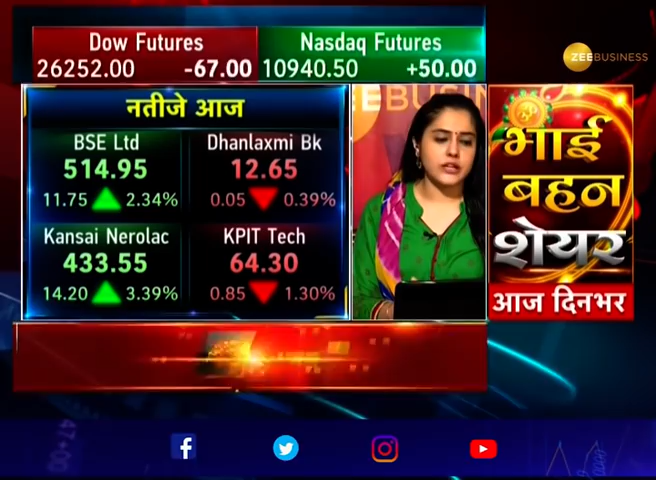 Dow Futures
26252.00 -67.00
Nasdaq Futures
10940.50 +50.00
ZEEBUSINESS
नतीजे आज
BSE Ltd
514.95
11.75 2.34%
Dhanlaxmi Bk
12.65
0.05 0.39%
Kansai Nerolac
433.55
14.20 3.39%
KPIT Tech
64.30
0.85 1.30%
EEBUSIN
भाई
बहन
शेयर
आज दिनभर